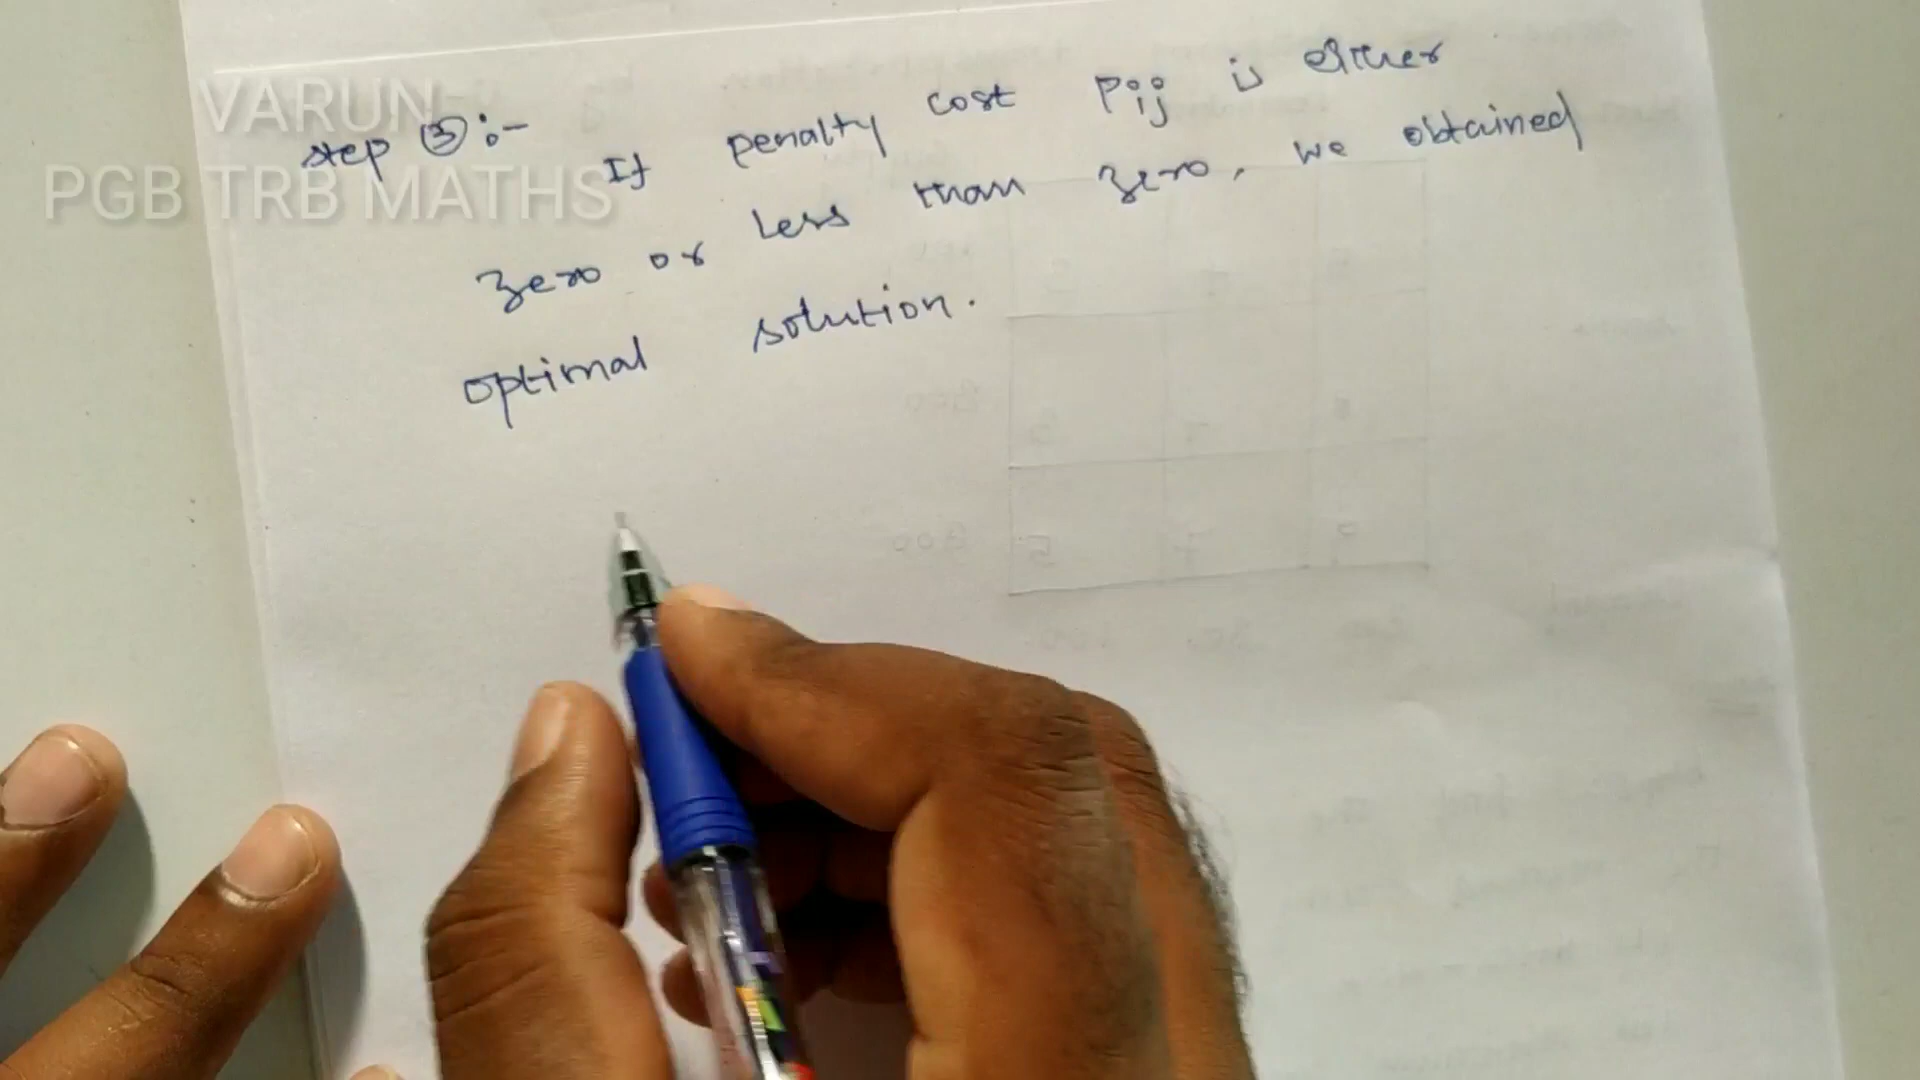 VARUN
PGB TRB MATHS
step ③:-
If penalty cost Pij is either
zero or less than zero, we obtained
optimal solution.